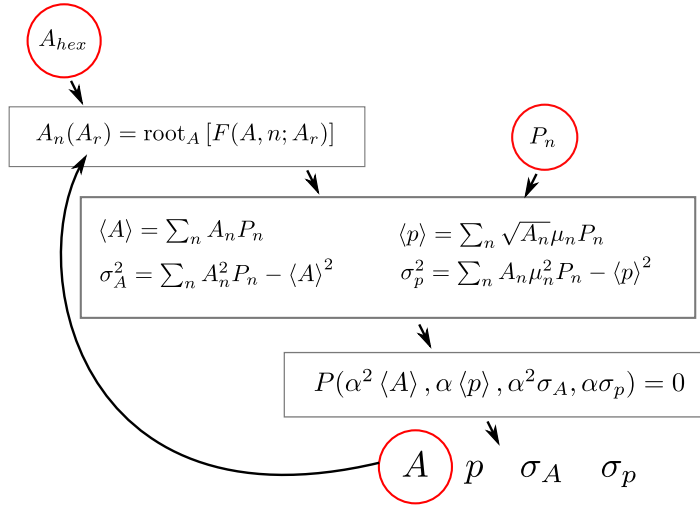 A_{hex}
A_n(A_r) = root_A [F(A, n; A_r)]
P_n
⟨A⟩ = ∑_n A_n P_n
⟨p⟩ = ∑_n √A_n μ_n P_n
σ_A^2 = ∑_n A_n^2 P_n − ⟨A⟩^2
σ_p^2 = ∑_n A_n μ_n^2 P_n − ⟨p⟩^2
P(α^2 ⟨A⟩, α ⟨p⟩, α^2 σ_A, α σ_p) = 0
A p σ_A σ_p